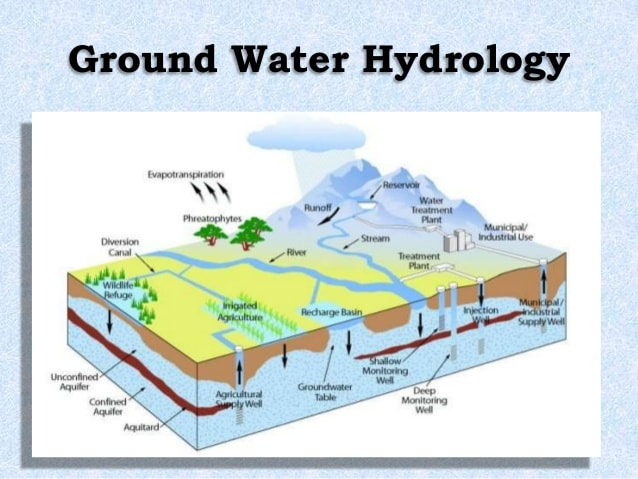 Ground Water Hydrology
Evapotranspiration
Reservoir
Runoff
Water
Treatment
Plant
Phreatophytes
Municipal/
Industrial Use
Diversion
Canal
Stream
River
Treatment
Plant
Wildlife
Refuge
Irrigated
Agriculture
Recharge Basin
Injection
Well
Municipal/
Industrial
Supply Well
Shallow
Monitoring
Well
Unconfined
Aquifer
Groundwater
Table
Deep
Monitoring
Well
Confined
Aquifer
Agricultural
Supply Well
Aquitard